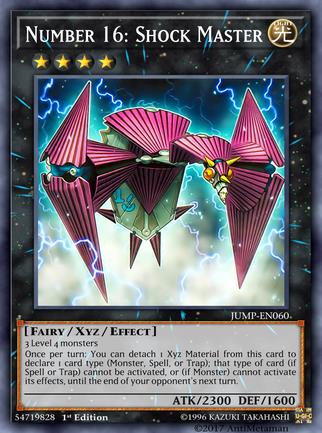 NUMBER 16: SHOCK MASTER
LIGHT
光
16
JUMP-EN060
[FAIRY / XYZ / EFFECT]
3 Level 4 monsters
Once per turn: You can detach 1 Xyz Material from this card to
declare 1 card type (Monster, Spell, or Trap); that type of card (if
Spell or Trap) cannot be activated, or (if Monster) cannot activate
its effects, until the end of your opponent's next turn.
ATK/2300 DEF/1600
54719828 1st Edition ©1996 KAZUKI TAKAHASHI
©2017 AntiMetaman